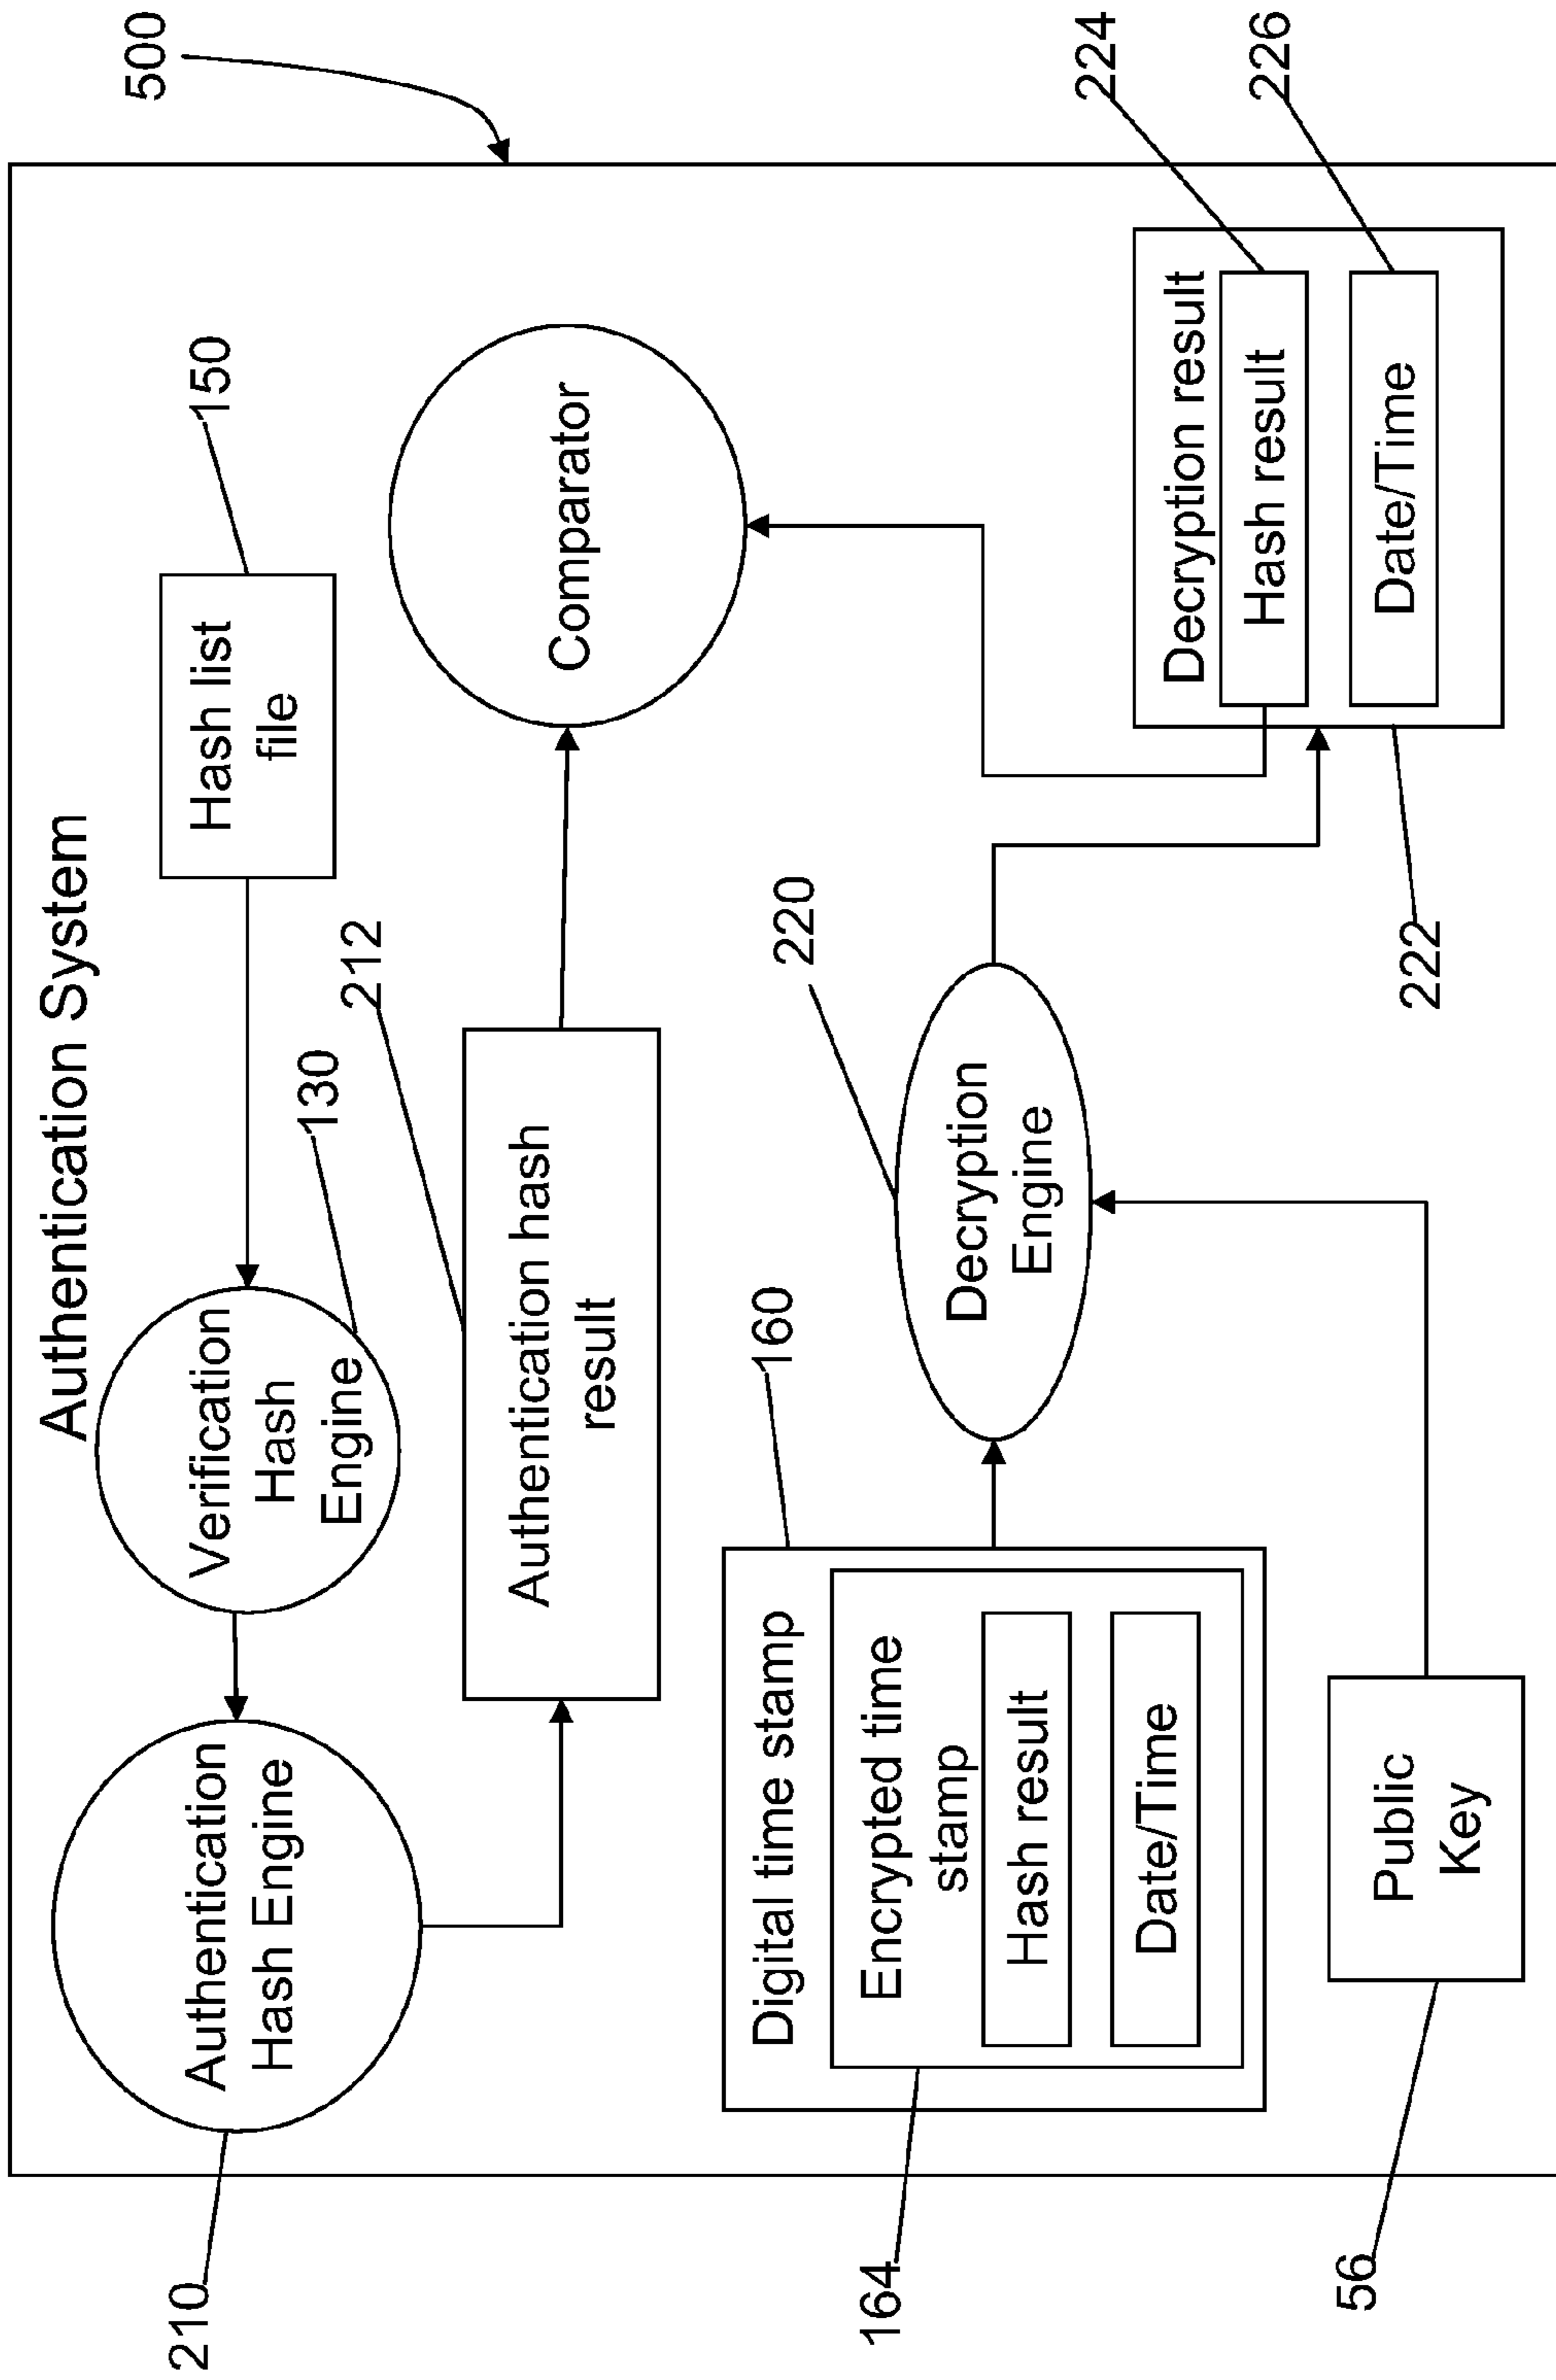 Authentication System
500
210
Authentication
Hash Engine
Verification
Hash
Engine
130
Hash list
file
150
212
Authentication hash
result
Comparator
Digital time stamp
160
Encrypted time
stamp
Hash result
Date/Time
164
220
Decryption
Engine
Decryption result
Hash result
Date/Time
224
226
222
Public
Key
56